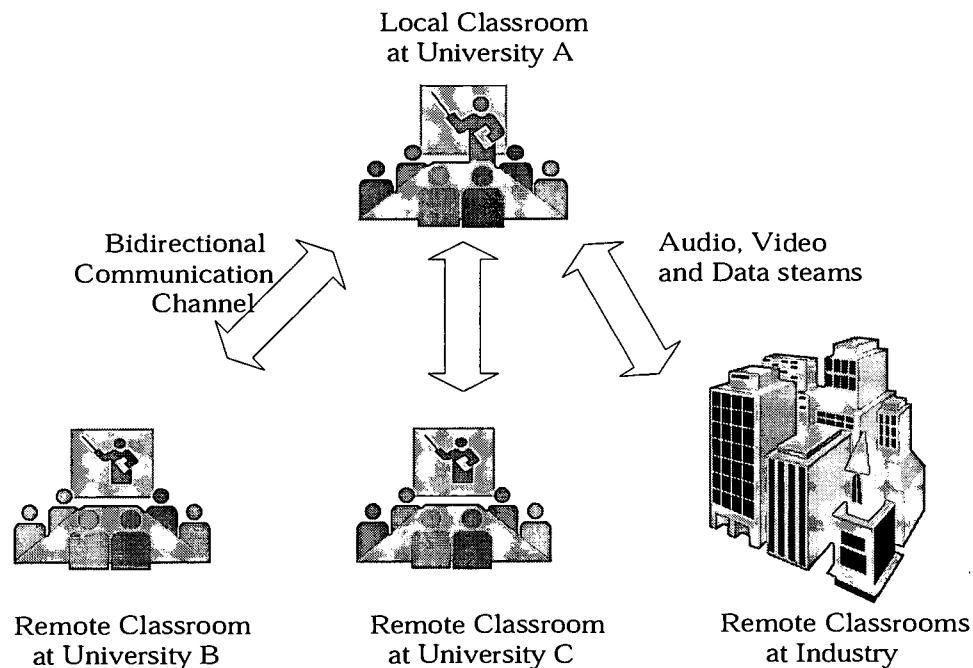 Local Classroom
at University A
Bidirectional
Communication
Channel
Audio, Video
and Data steams
Remote Classroom
at University B
Remote Classroom
at University C
Remote Classrooms
at Industry